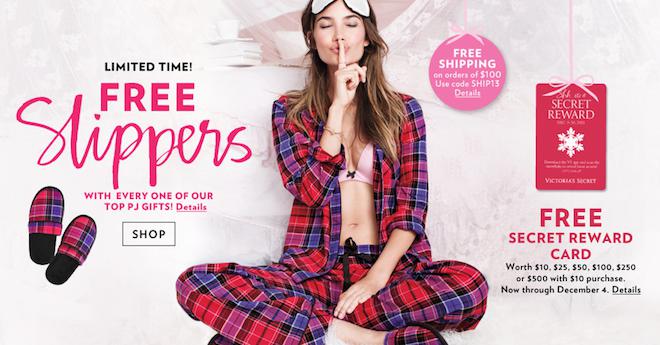 LIMITED TIME!
FREE
Slippers
WITH EVERY ONE OF OUR
TOP PJ GIFTS! Details
SHOP
FREE
SHIPPING
on orders of $100
Use code SHIP13
Details
SECRET
REWARD
VICTORIA'S SECRET
FREE
SECRET REWARD
CARD
Worth $10, $25, $50, $100, $250
or $500 with $10 purchase.
Now through December 4. Details